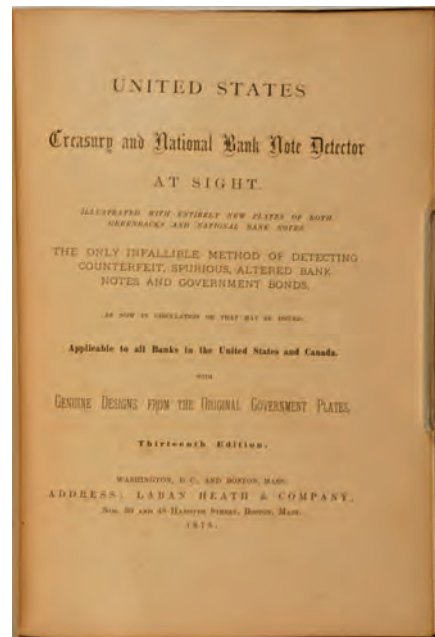 UNITED STATES
Treasury and National Bank Note Detector
AT SIGHT.
ILLUSTRATED WITH ENTIRELY NEW PLATES OF BOTH
GREENBACKS AND NATIONAL BANK NOTES
THE ONLY INFALLIBLE METHOD OF DETECTING
COUNTERFEIT, SPURIOUS, ALTERED BANK
NOTES AND GOVERNMENT BONDS,
AS NOW IN CIRCULATION OR THAT MAY BE ISSUED.
Applicable to all Banks in the United States and Canada.
WITH
GENUINE DESIGNS FROM THE ORIGINAL GOVERNMENT PLATES.
Thirteenth Edition.
WASHINGTON, D. C., AND BOSTON, MASS.
ADDRESS: LABAN HEATH & COMPANY,
HANOVER STREET, BOSTON, MASS.